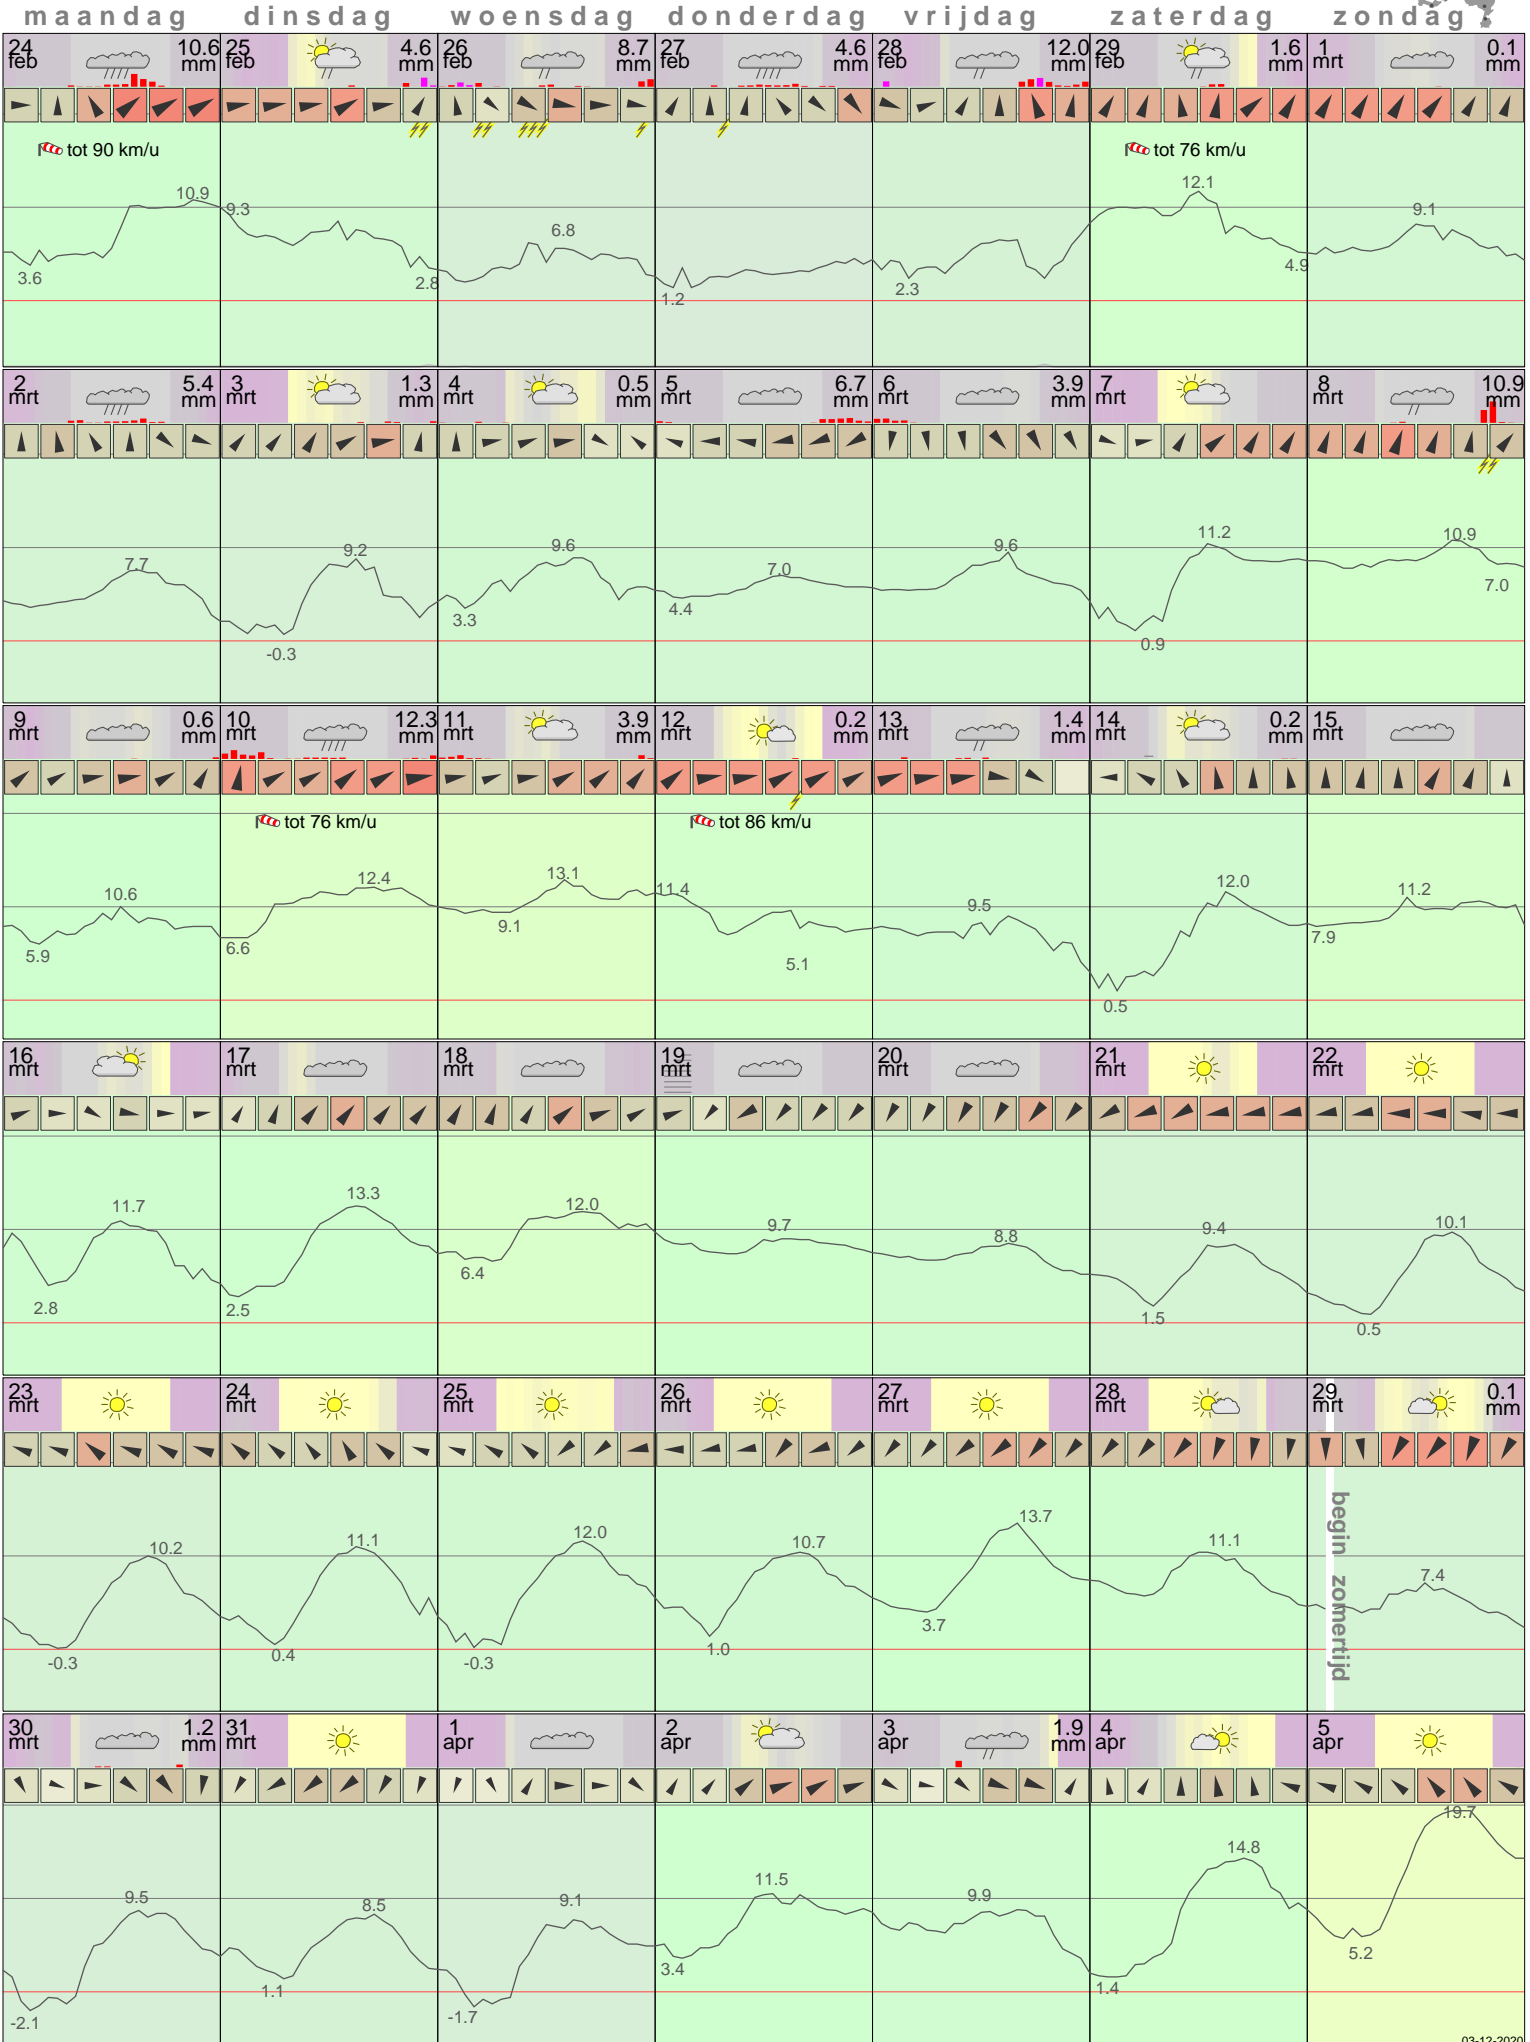 maandag dinsdag woensdag donderdag vrijdag zaterdag zondag
24 feb 10.6 mm 25 feb 4.6 mm 26 feb 8.7 mm 27 feb 4.6 mm 28 feb 12.0 mm 29 feb 1.6 mm 1 mrt 0.1 mm
tot 90 km/u tot 76 km/u
10.9 9.3 6.8 12.1 9.1
3.6 2.8 1.2 2.3 4.9
2 mrt 5.4 mm 3 mrt 1.3 mm 4 mrt 0.5 mm 5 mrt 6.7 mm 6 mrt 3.9 mm 7 mrt 8 mrt 10.9 mm
7.7 9.2 9.6 7.0 9.6 11.2 10.9
-0.3 3.3 4.4 0.9 7.0
9 mrt 0.6 mm 10 mrt 12.3 mm 11 mrt 3.9 mm 12 mrt 0.2 mm 13 mrt 1.4 mm 14 mrt 0.2 mm 15 mrt
tot 76 km/u tot 86 km/u
10.6 12.4 13.1 11.4 9.5 12.0 11.2
5.9 6.6 9.1 5.1 0.5 7.9
16 mrt 17 mrt 18 mrt 19 mrt 20 mrt 21 mrt 22 mrt
11.7 13.3 12.0 9.7 8.8 9.4 10.1
2.8 2.5 6.4 1.5 0.5
23 mrt 24 mrt 25 mrt 26 mrt 27 mrt 28 mrt 29 mrt 0.1 mm
10.2 11.1 12.0 10.7 13.7 11.1 7.4
-0.3 0.4 -0.3 1.0 3.7
begin zomertijd
30 mrt 1.2 mm 31 mrt 1 apr 2 apr 3 apr 1.9 mm 4 apr 5 apr
9.5 8.5 9.1 11.5 9.9 14.8 19.7
-2.1 1.1 -1.7 3.4 1.4 5.2
03-12-2020